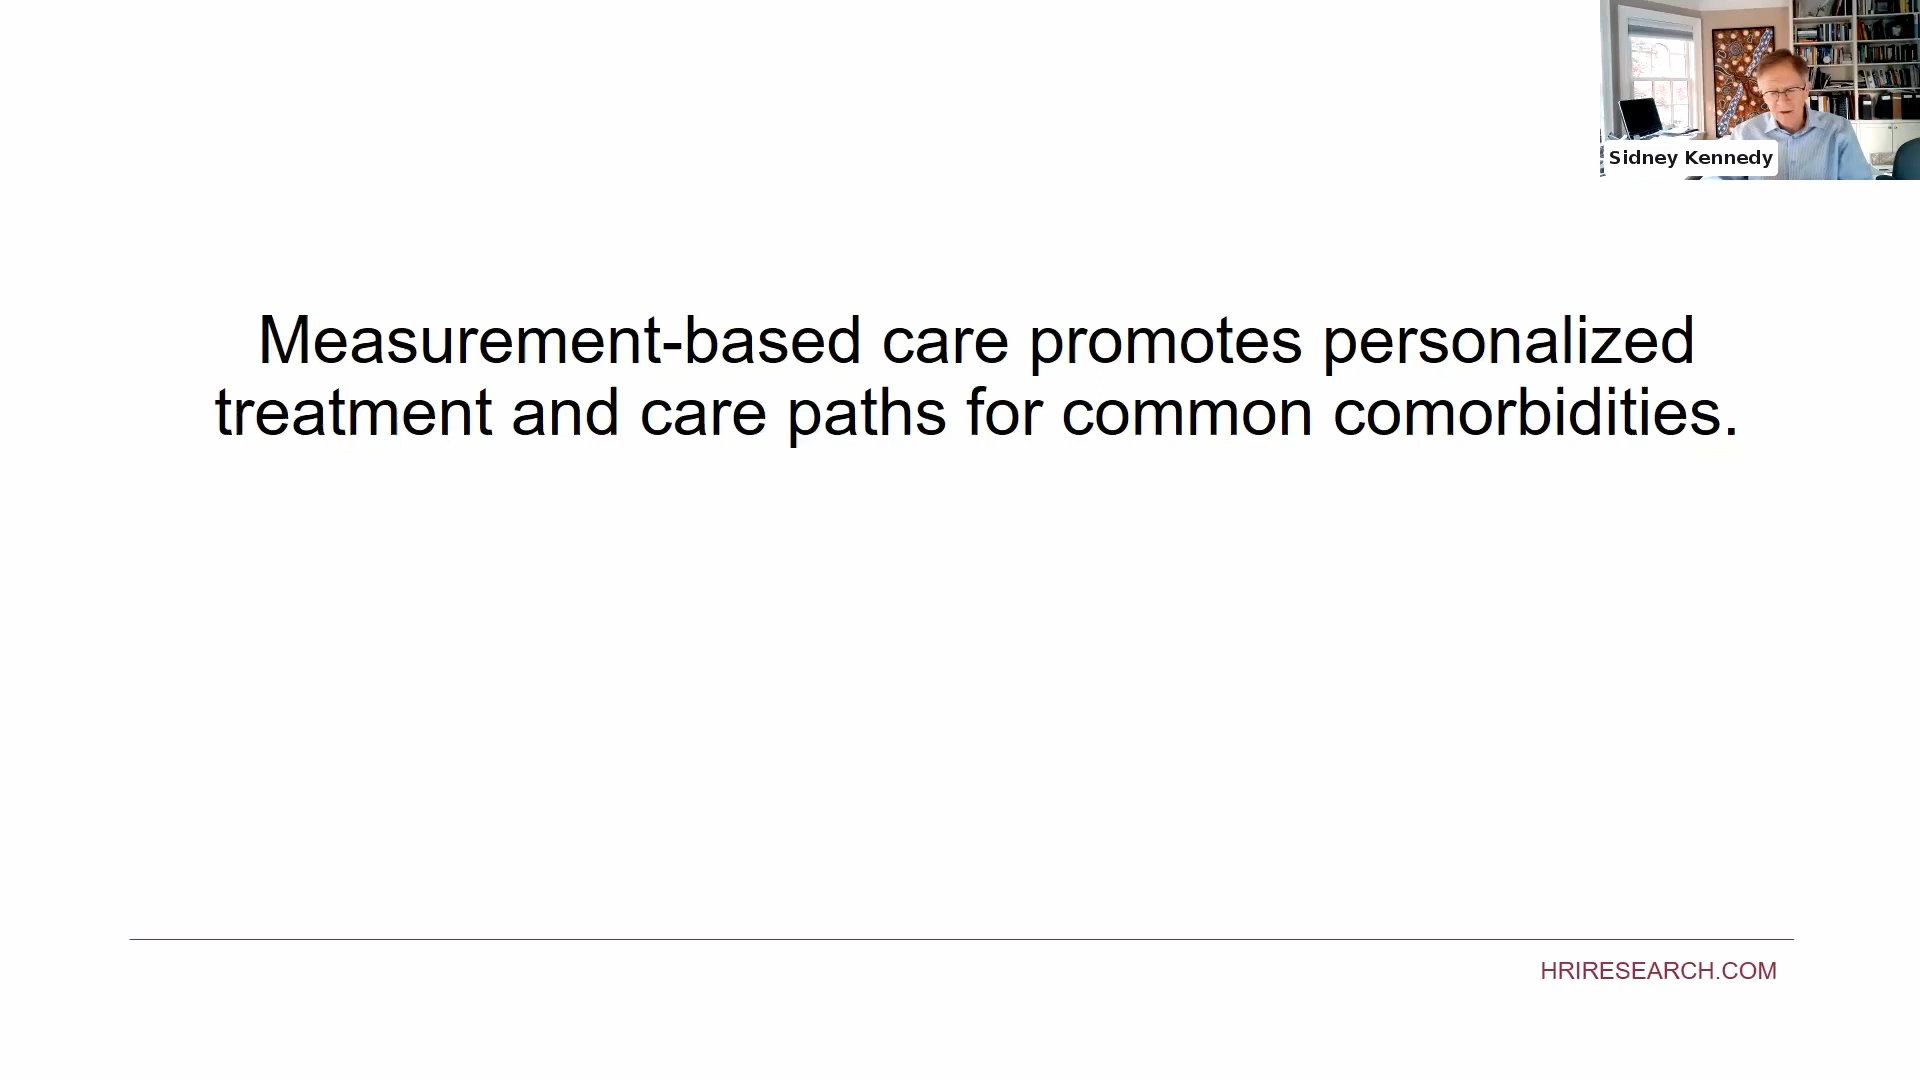 Sidney Kennedy
Measurement-based care promotes personalized
treatment and care paths for common comorbidities.
HRIRESEARCH.COM